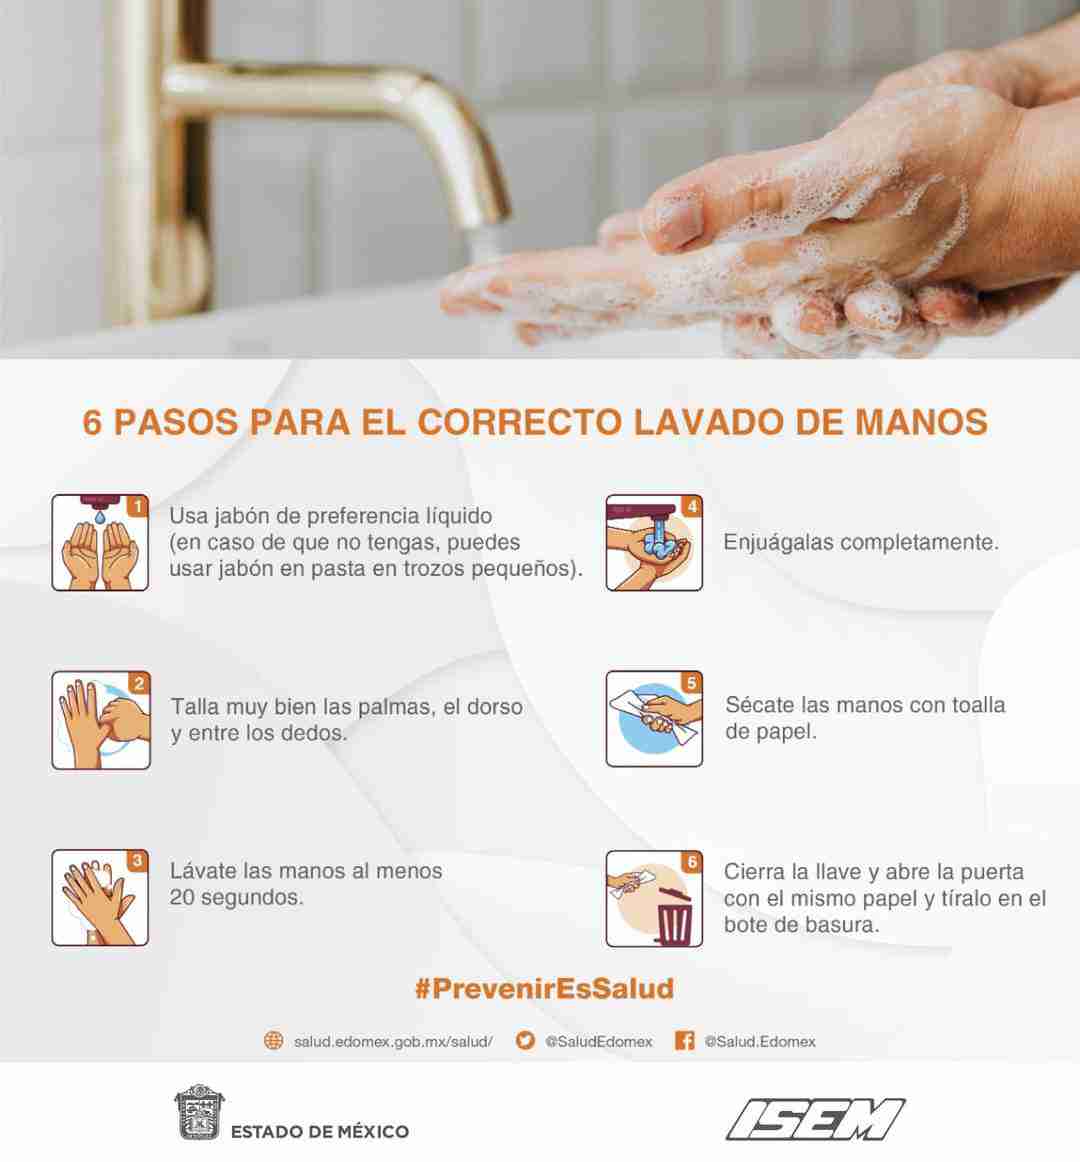 6 PASOS PARA EL CORRECTO LAVADO DE MANOS
1
Usa jabón de preferencia líquido
(en caso de que no tengas, puedes
usar jabón en pasta en trozos pequeños).
2
Talla muy bien las palmas, el dorso
y entre los dedos.
3
Lávate las manos al menos
20 segundos.
4
Enjuágalas completamente.
5
Sécate las manos con toalla
de papel.
6
Cierra la llave y abre la puerta
con el mismo papel y tíralo en el
bote de basura.
#PrevenirEsSalud
salud.edomex.gob.mx/salud/ @SaludEdomex @Salud.Edomex
ESTADO DE MÉXICO
ISEM